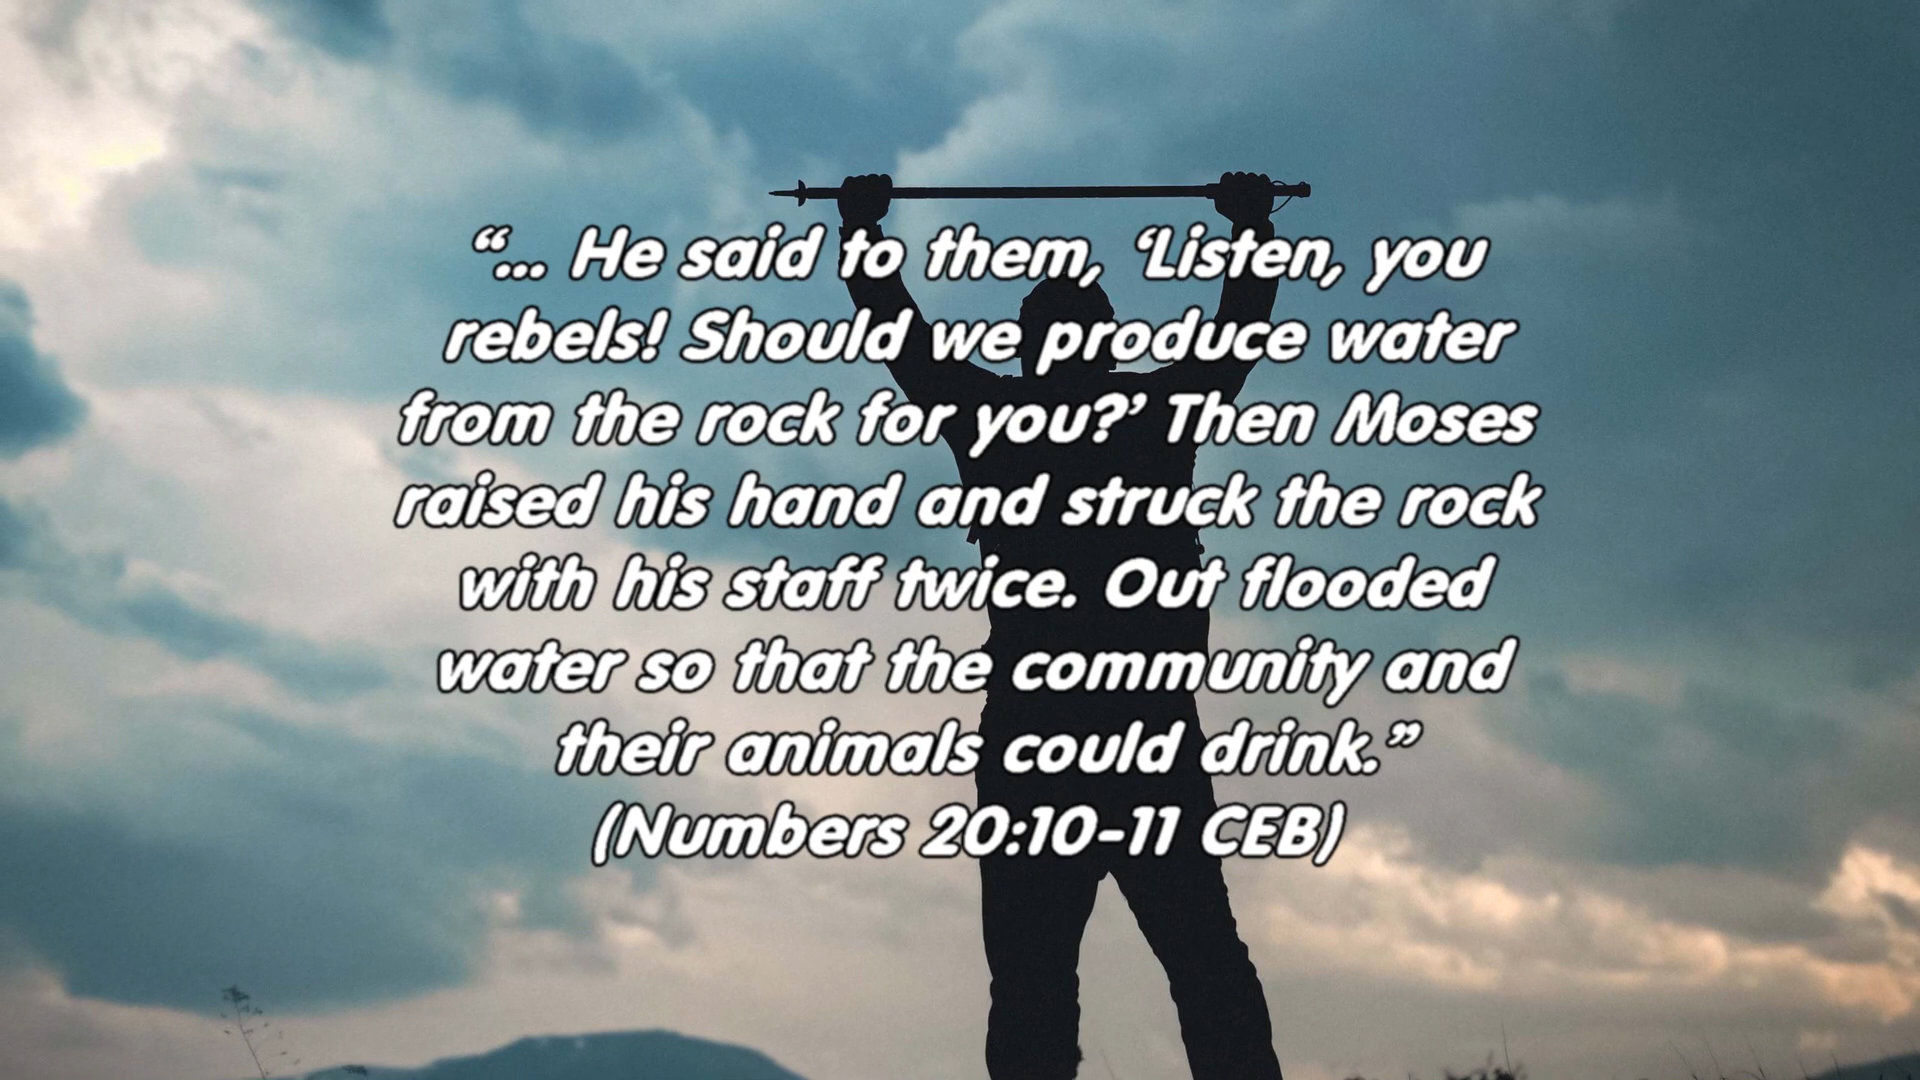 “... He said to them, ‘Listen, you
rebels! Should we produce water
from the rock for you?’ Then Moses
raised his hand and struck the rock
with his staff twice. Out flooded
water so that the community and
their animals could drink.”
(Numbers 20:10-11 CEB)